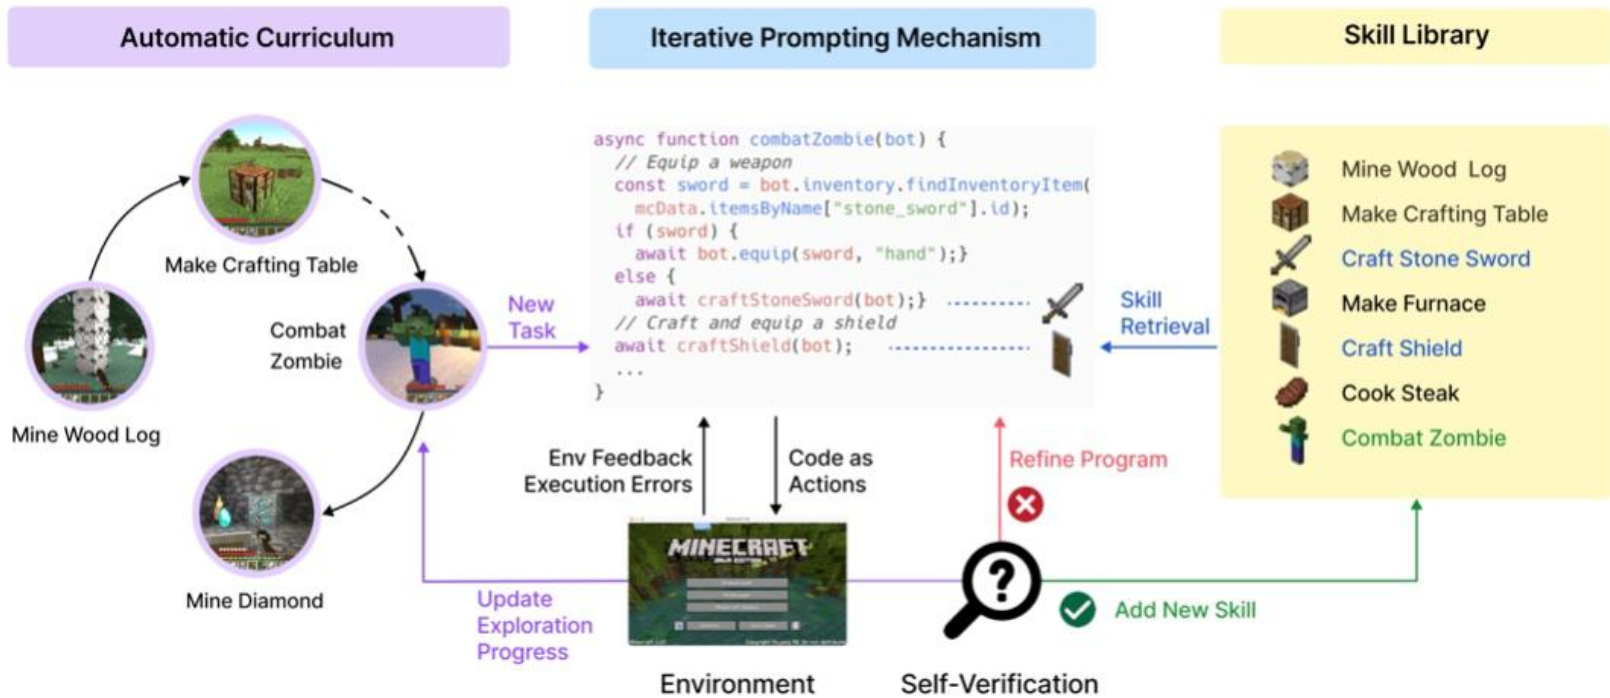 Automatic Curriculum
Iterative Prompting Mechanism
Skill Library
Make Crafting Table
Mine Wood Log
Combat
Zombie
Mine Diamond
New
Task
async function combatZombie(bot) {
// Equip a weapon
const sword = bot.inventory.findInventoryItem(
mcData.itemsByName["stone_sword"].id);
if (sword) {
await bot.equip(sword, "hand");}
else {
await craftStoneSword(bot);}
// Craft and equip a shield
await craftShield(bot);
...
}
Skill
Retrieval
Mine Wood Log
Make Crafting Table
Craft Stone Sword
Make Furnace
Craft Shield
Cook Steak
Combat Zombie
Env Feedback
Execution Errors
Code as
Actions
Refine Program
Update
Exploration
Progress
MINECRAFT
Environment
?
Self-Verification
Add New Skill